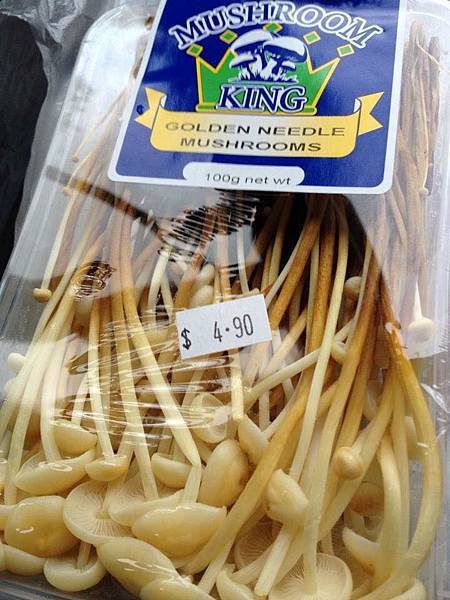 MUSHROOM
KING
GOLDEN NEEDLE
MUSHROOMS
100g net wt
$ 4·90